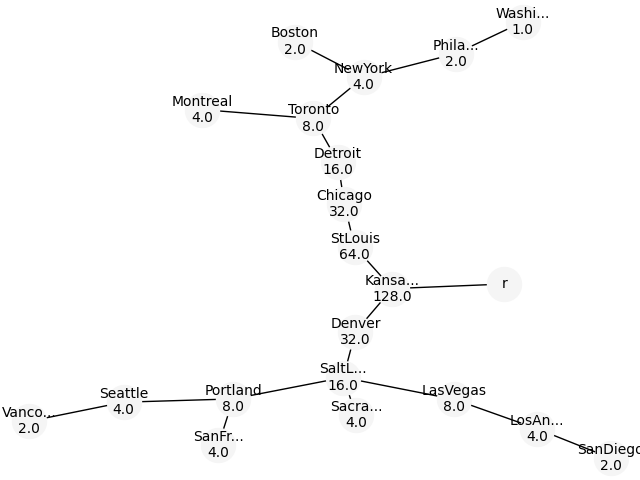 Washi...
1.0
Boston
2.0
Phila...
2.0
NewYork
4.0
Montreal
4.0
Toronto
8.0
Detroit
16.0
Chicago
32.0
StLouis
64.0
Kansa...
128.0
r
Denver
32.0
SaltL...
16.0
Portland
8.0
LasVegas
8.0
Seattle
4.0
Sacra...
4.0
Vanco...
2.0
LosAn...
4.0
SanFr...
4.0
SanDiego
2.0